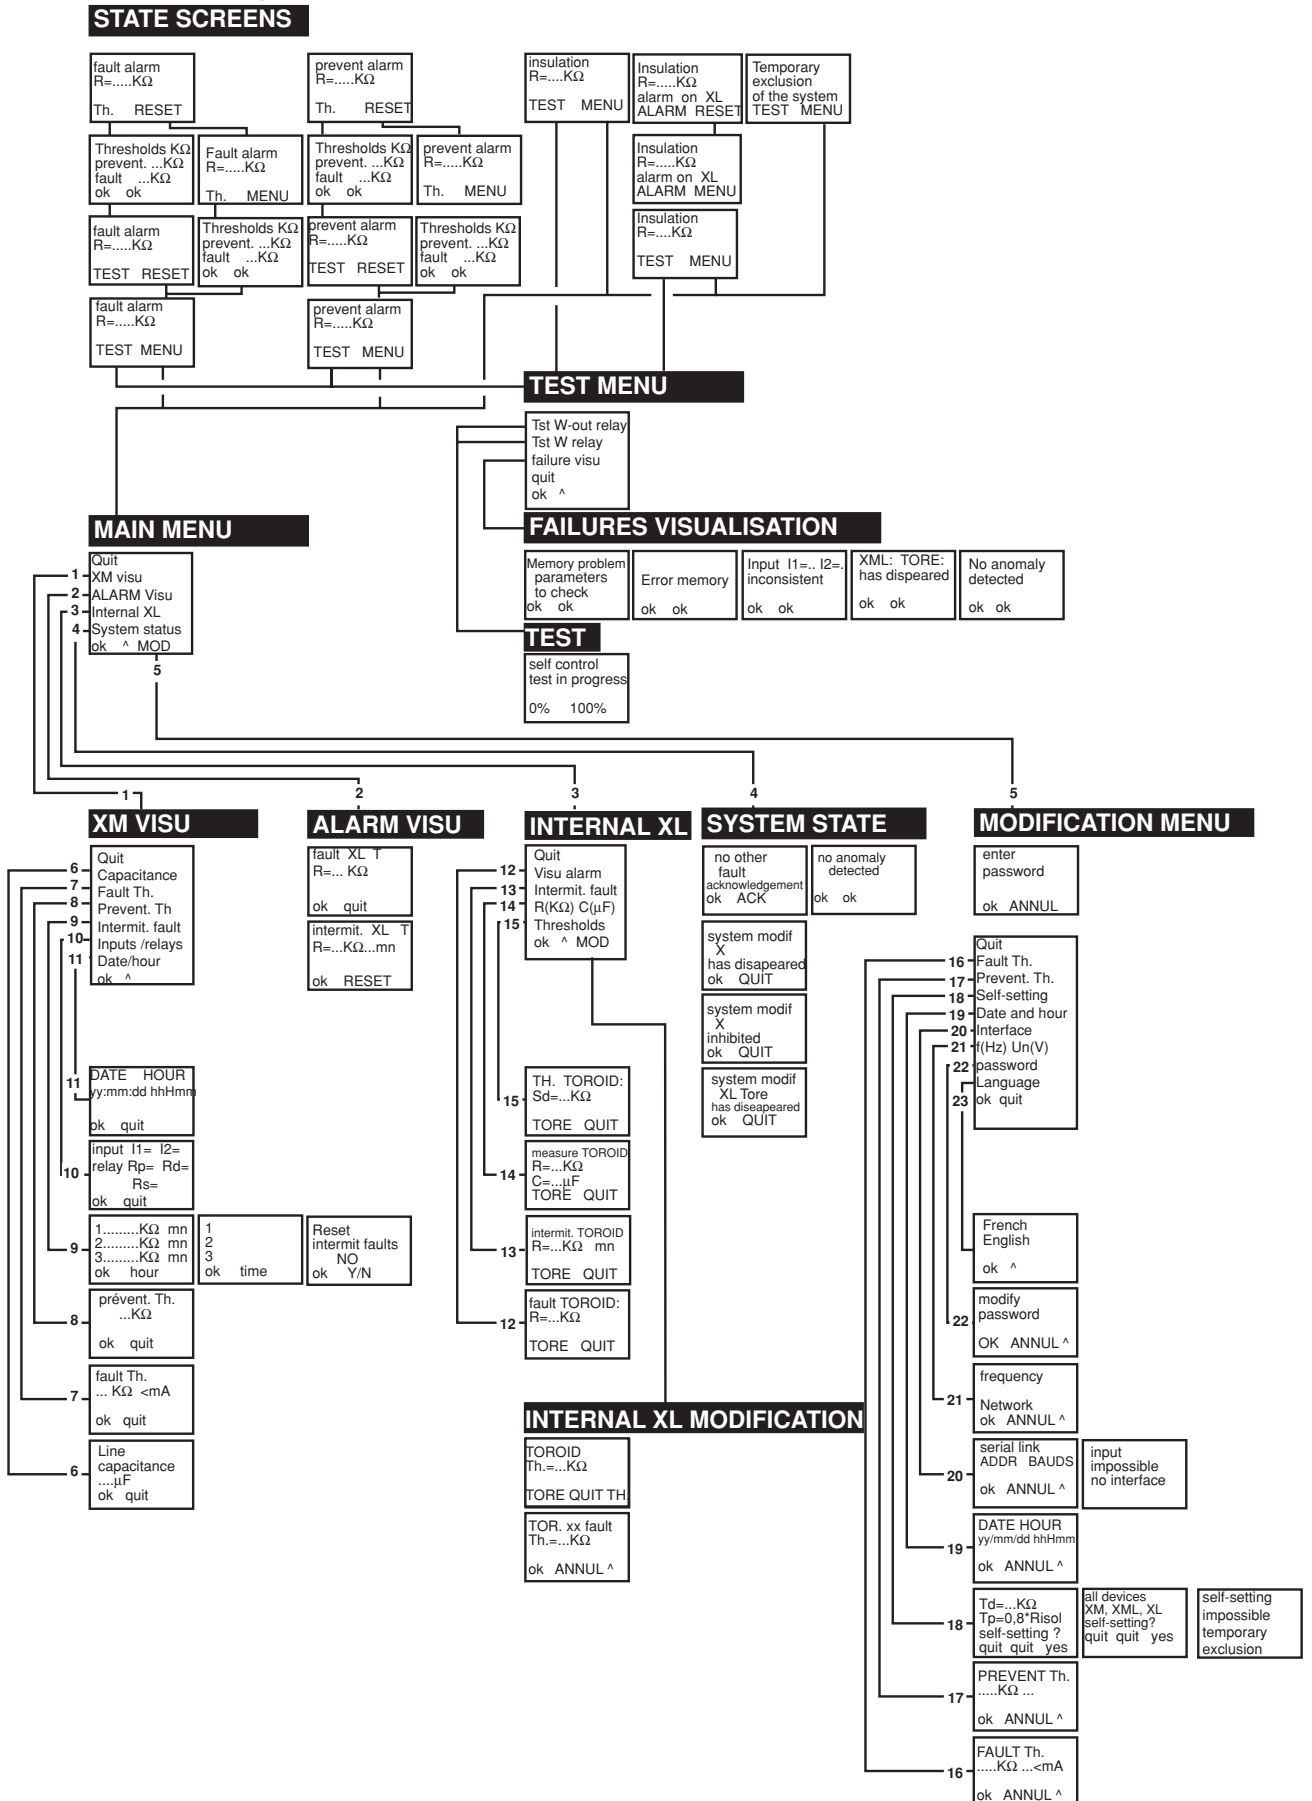 STATE SCREENS
fault alarm
R=.....KΩ
Th. RESET
prevent alarm
R=.....KΩ
Th. RESET
insulation
R=....KΩ
TEST MENU
Insulation
R=.....KΩ
alarm on XL
ALARM RESET
Temporary
exclusion
of the system
TEST MENU
Thresholds KΩ
prevent. ...KΩ
fault ...KΩ
ok ok
Fault alarm
R=.....KΩ
Th. MENU
Thresholds KΩ
prevent. ...KΩ
fault ...KΩ
ok ok
prevent alarm
R=.....KΩ
Th. MENU
Insulation
R=.....KΩ
alarm on XL
ALARM MENU
fault alarm
R=.....KΩ
TEST RESET
Thresholds KΩ
prevent. ...KΩ
fault ...KΩ
ok ok
prevent alarm
R=.....KΩ
TEST RESET
Thresholds KΩ
prevent. ...KΩ
fault ...KΩ
ok ok
Insulation
R=....KΩ
TEST MENU
fault alarm
R=.....KΩ
TEST MENU
prevent alarm
R=.....KΩ
TEST MENU
TEST MENU
Tst W-out relay
Tst W relay
failure visu
quit
ok ^
MAIN MENU
Quit
1 XM visu
2 ALARM Visu
3 Internal XL
4 System status
ok ^ MOD
5
FAILURES VISUALISATION
Memory problem
parameters
to check
ok ok
Error memory
ok ok
Input I1=.. I2=.
inconsistent
ok ok
XML: TORE:
has dispeared
ok ok
No anomaly
detected
ok ok
TEST
self control
test in progress
0% 100%
1
2
3
4
5
XM VISU
Quit
6 Capacitance
7 Fault Th.
8 Prevent. Th
9 Intermit. fault
10 Inputs /relays
11 Date/hour
ok ^
11
DATE HOUR
yy:mm:dd hhHmm
ok quit
10
input I1= I2=
relay Rp= Rd=
Rs=
ok quit
9
1.........KΩ mn
2.........KΩ mn
3.........KΩ mn
ok hour
1
2
3
ok time
Reset
intermit faults
NO
ok Y/N
8
prévent. Th.
...KΩ
ok quit
7
fault Th.
... KΩ <mA
ok quit
6
Line
capacitance
....µF
ok quit
ALARM VISU
fault XL T
R=... KΩ
ok quit
intermit. XL T
R=...KΩ...mn
ok RESET
INTERNAL XL
Quit
12 Visu alarm
13 Intermit. fault
14 R(KΩ) C(µF)
15 Thresholds
ok ^ MOD
15
TH. TOROID:
Sd=...KΩ
TORE QUIT
14
measure TOROID
R=...KΩ
C=...µF
TORE QUIT
13
intermit. TOROID
R=...KΩ mn
TORE QUIT
12
fault TOROID:
R=...KΩ
TORE QUIT
INTERNAL XL MODIFICATION
TOROID
Th.=...KΩ
TORE QUIT TH.
TOR. xx fault
Th.=...KΩ
ok ANNUL ^
SYSTEM STATE
no other
fault
acknowledgement
ok ACK
no anomaly
detected
ok ok
system modif
X
has disapeared
ok QUIT
system modif
X
inhibited
ok QUIT
system modif
XL Tore
has diseapeared
ok QUIT
MODIFICATION MENU
enter
password
ok ANNUL
Quit
16 Fault Th.
17 Prevent. Th.
18 Self-setting
19 Date and hour
20 Interface
21 f(Hz) Un(V)
22 password
Language
23 ok quit
French
English
ok ^
22
modify
password
OK ANNUL ^
21
frequency
Network
ok ANNUL ^
20
serial link
ADDR BAUDS
ok ANNUL ^
input
impossible
no interface
19
DATE HOUR
yy/mm/dd hhHmm
ok ANNUL ^
18
Td=...KΩ
Tp=0,8*Risol
self-setting ?
quit quit yes
all devices
XM, XML, XL
self-setting?
quit quit yes
self-setting
impossible
temporary
exclusion
17
PREVENT Th.
.....KΩ ...
ok ANNUL ^
16
FAULT Th.
.....KΩ ...<mA
ok ANNUL ^